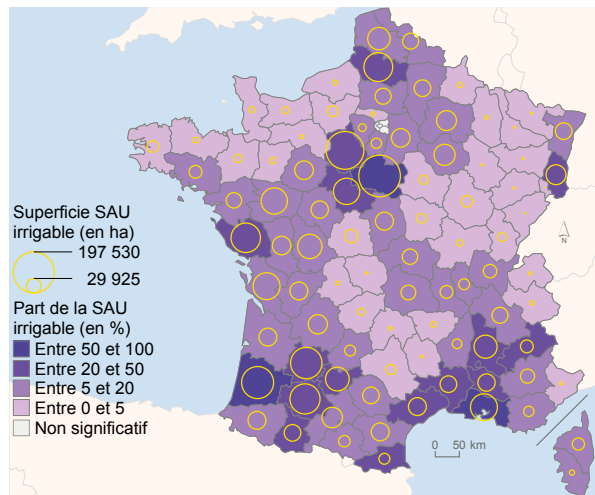 Superficie SAU
irrigable (en ha)
197 530
29 925
Part de la SAU
irrigable (en %)
Entre 50 et 100
Entre 20 et 50
Entre 5 et 20
Entre 0 et 5
Non significatif
N
0 50 km